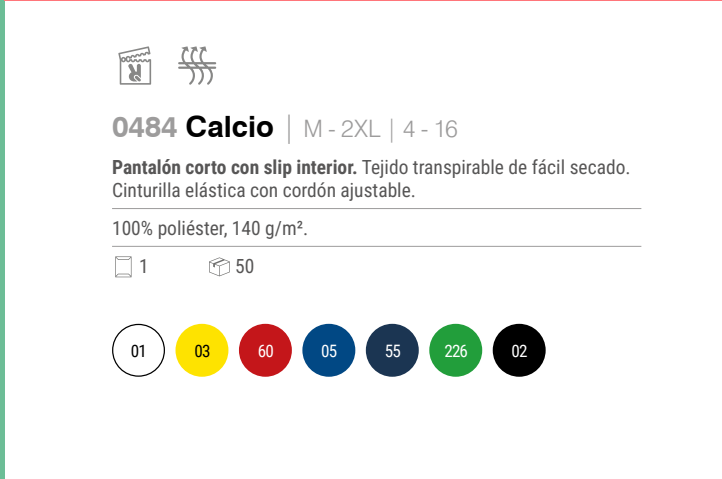 0484 Calcio | M - 2XL | 4 - 16
Pantalón corto con slip interior. Tejido transpirable de fácil secado.
Cinturilla elástica con cordón ajustable.
100% poliéster, 140 g/m².
1 50
01 03 60 05 55 226 02